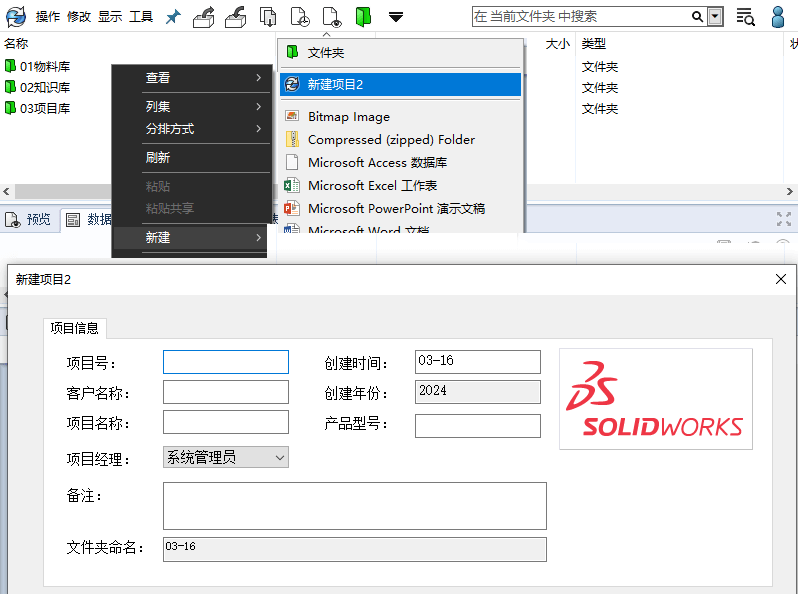 操作 修改 显示 工具
在 当前文件夹 中搜索
名称
大小 类型
01物料库 文件夹
02知识库 文件夹
03项目库 文件夹
查看
列集
分排方式
刷新
粘贴
粘贴共享
新建
文件夹
新建项目2
Bitmap Image
Compressed (zipped) Folder
Microsoft Access 数据库
Microsoft Excel 工作表
Microsoft PowerPoint 演示文稿
Microsoft Word 文档
预览 数据
新建项目2
项目信息
项目号： 创建时间： 03-16
客户名称： 创建年份： 2024
项目名称： 产品型号：
项目经理： 系统管理员
备注：
文件夹命名： 03-16
SOLIDWORKS